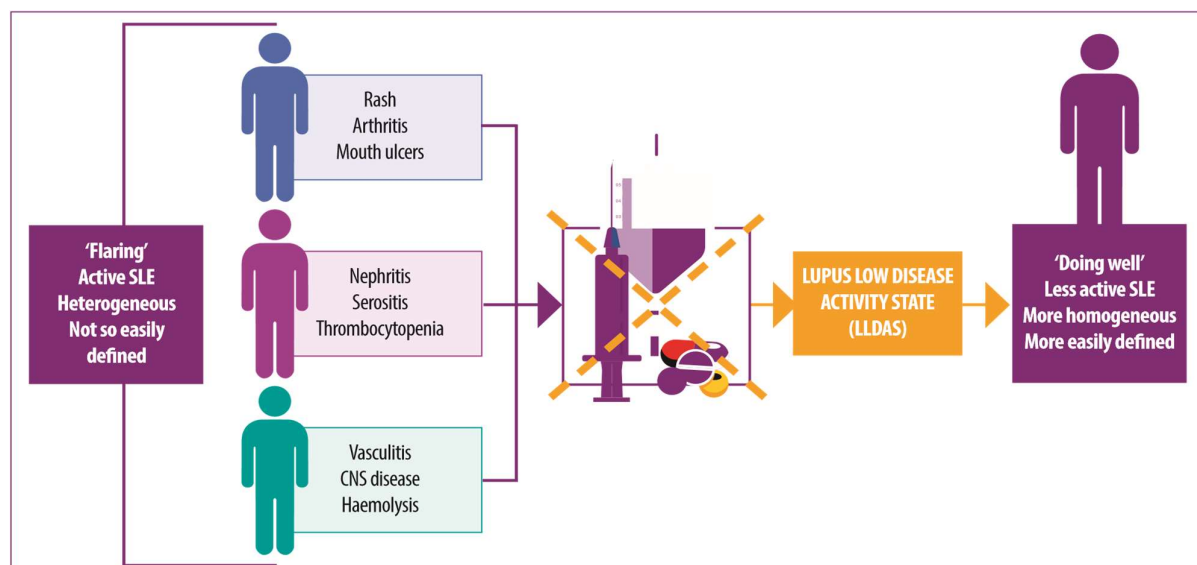 'Flaring'
Active SLE
Heterogeneous
Not so easily
defined
Rash
Arthritis
Mouth ulcers
Nephritis
Serositis
Thrombocytopenia
Vasculitis
CNS disease
Haemolysis
LUPUS LOW DISEASE
ACTIVITY STATE
(LLDAS)
'Doing well'
Less active SLE
More homogeneous
More easily defined